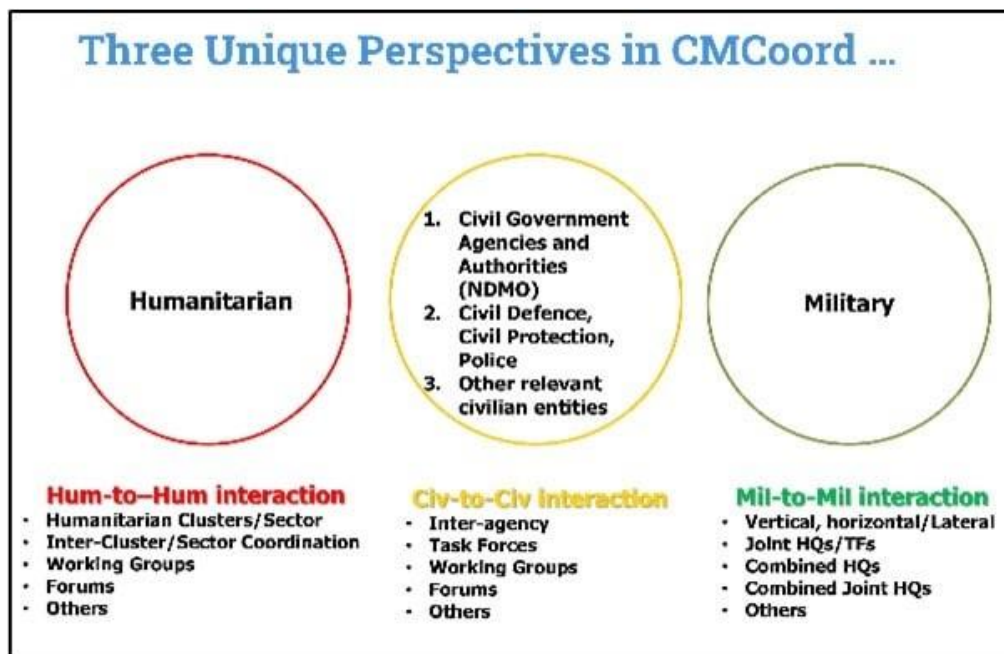 Three Unique Perspectives in CMCoord ...
Humanitarian
1. Civil Government
Agencies and
Authorities
(NDMO)
2. Civil Defence,
Civil Protection,
Police
3. Other relevant
civilian entities
Military
Hum-to–Hum interaction
· Humanitarian Clusters/Sector
· Inter-Cluster/Sector Coordination
· Working Groups
· Forums
· Others
Civ-to-Civ interaction
· Inter-agency
· Task Forces
· Working Groups
· Forums
· Others
Mil-to-Mil interaction
· Vertical, horizontal/Lateral
· Joint HQs/TFs
· Combined HQs
· Combined Joint HQs
· Others